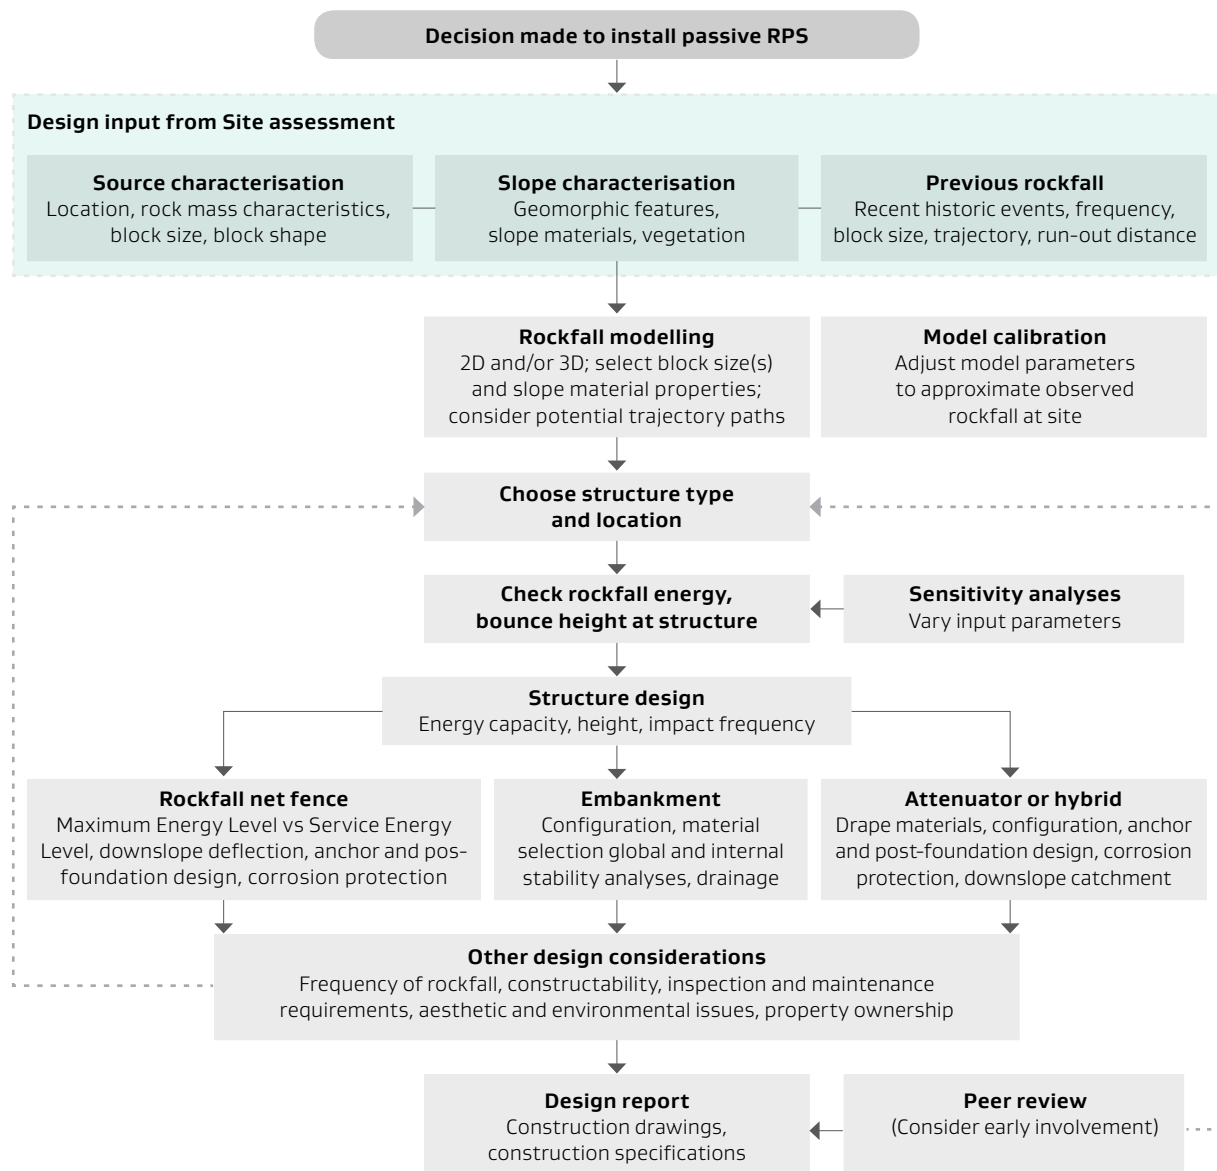 Decision made to install passive RPS
Design input from Site assessment
Source characterisation
Location, rock mass characteristics,
block size, block shape
Slope characterisation
Geomorphic features,
slope materials, vegetation
Previous rockfall
Recent historic events, frequency,
block size, trajectory, run-out distance
Rockfall modelling
2D and/or 3D; select block size(s)
and slope material properties;
consider potential trajectory paths
Model calibration
Adjust model parameters
to approximate observed
rockfall at site
Choose structure type
and location
Check rockfall energy,
bounce height at structure
Sensitivity analyses
Vary input parameters
Structure design
Energy capacity, height, impact frequency
Rockfall net fence
Maximum Energy Level vs Service Energy
Level, downslope deflection, anchor and pos-
foundation design, corrosion protection
Embankment
Configuration, material
selection global and internal
stability analyses, drainage
Attenuator or hybrid
Drape materials, configuration, anchor
and post-foundation design, corrosion
protection, downslope catchment
Other design considerations
Frequency of rockfall, constructability, inspection and maintenance
requirements, aesthetic and environmental issues, property ownership
Design report
Construction drawings,
construction specifications
Peer review
(Consider early involvement)